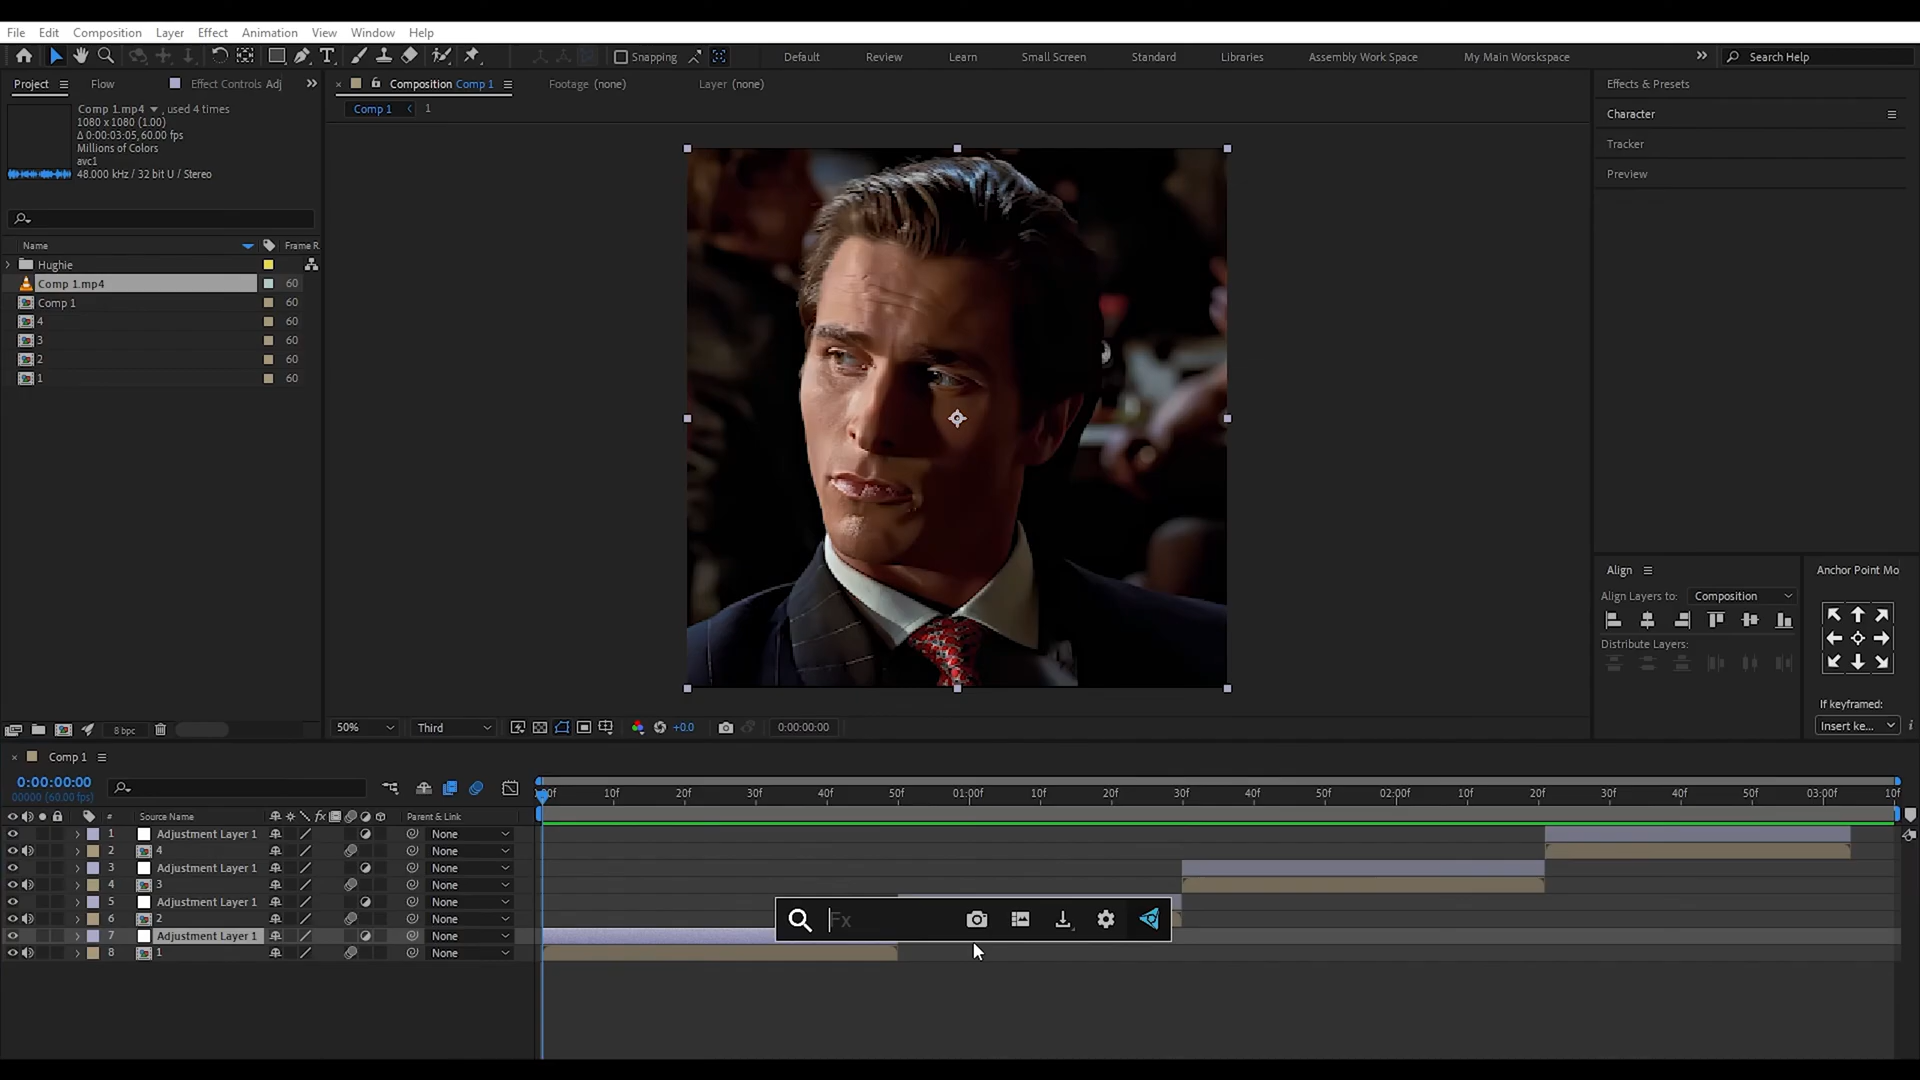 File Edit Composition Layer Effect Animation View Window Help
Snapping Default Review Learn Small Screen Standard Libraries Assembly Work Space My Main Worskspace Search Help
Project Flow Effect Controls Adj Composition Comp 1 Footage (none) Layer (none) Effects & Presets
Comp 1.mp4 , used 4 times
1080 x 1080 (1.00)
Δ 0:00:03:05, 60.00 fps
Millions of Colors
avc1
48.000 kHz / 32 bit U / Stereo
Comp 1 1
Character
Tracker
Preview
Name Frame R
Hughie
Comp 1.mp4 60
Comp 1 60
4 60
3 60
2 60
1 60
Align Anchor Point Mo
Align Layers to: Composition
Distribute Layers:
If keyframed:
Insert ke...
8 bpc 50% Third +0.0 0:00:00:00
Comp 1
0:00:00:00
00000 (60.00 fps)
10f 20f 30f 40f 50f 01:00f 10f 20f 30f 40f 50f 02:00f 10f 20f 30f 40f 50f 03:00f 10f
# Source Name fx Parent & Link
1 Adjustment Layer 1 None
2 4 None
3 Adjustment Layer 1 None
4 3 None
5 Adjustment Layer 1 None
6 2 None
7 Adjustment Layer 1 None
8 1 None
Fx